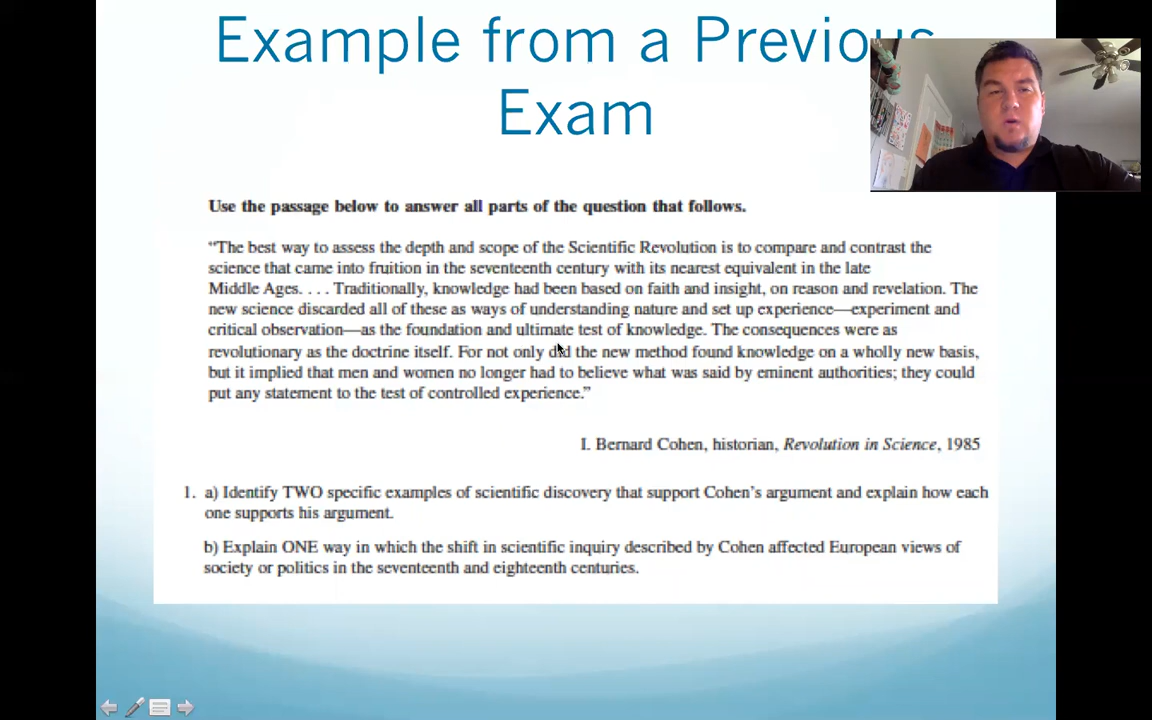 Example from a Previous
Exam
Use the passage below to answer all parts of the question that follows.
“The best way to assess the depth and scope of the Scientific Revolution is to compare and contrast the
science that came into fruition in the seventeenth century with its nearest equivalent in the late
Middle Ages. . . . Traditionally, knowledge had been based on faith and insight, on reason and revelation. The
new science discarded all of these as ways of understanding nature and set up experience—experiment and
critical observation—as the foundation and ultimate test of knowledge. The consequences were as
revolutionary as the doctrine itself. For not only did the new method found knowledge on a wholly new basis,
but it implied that men and women no longer had to believe what was said by eminent authorities; they could
put any statement to the test of controlled experience.”
I. Bernard Cohen, historian, Revolution in Science, 1985
1. a) Identify TWO specific examples of scientific discovery that support Cohen’s argument and explain how each
one supports his argument.
b) Explain ONE way in which the shift in scientific inquiry described by Cohen affected European views of
society or politics in the seventeenth and eighteenth centuries.